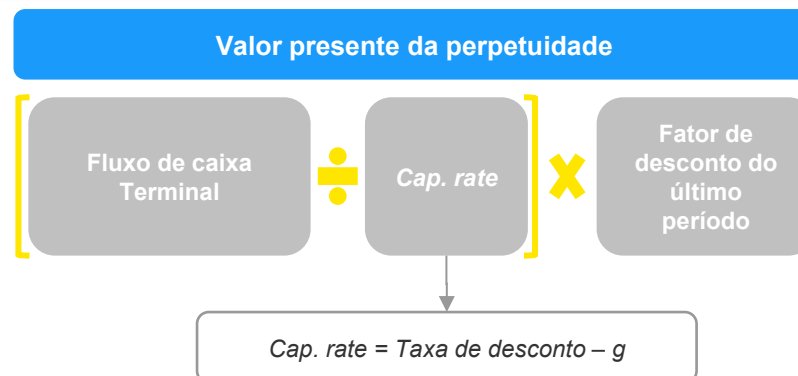 Valor presente da perpetuidade
Fluxo de caixa
Terminal
÷
Cap. rate
×
Fator de
desconto do
último
período
Cap. rate = Taxa de desconto – g